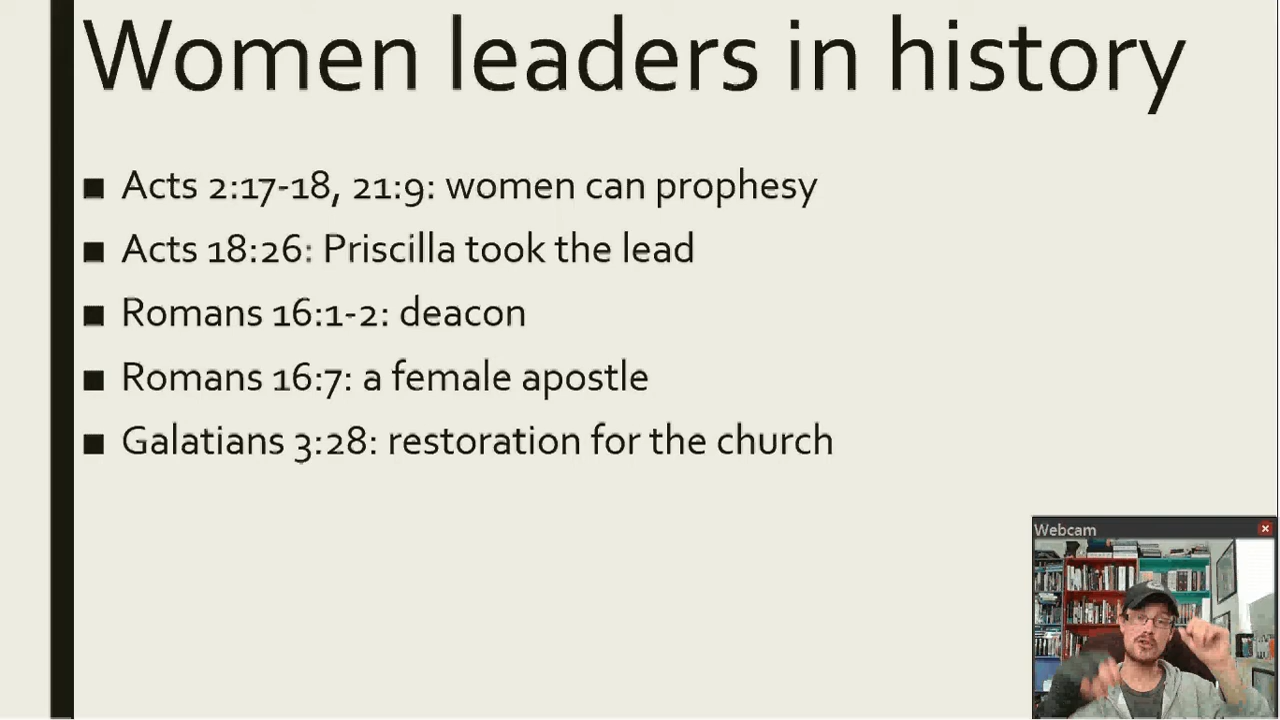 Women leaders in history
■ Acts 2:17-18, 21:9: women can prophesy
■ Acts 18:26: Priscilla took the lead
■ Romans 16:1-2: deacon
■ Romans 16:7: a female apostle
■ Galatians 3:28: restoration for the church
Webcam